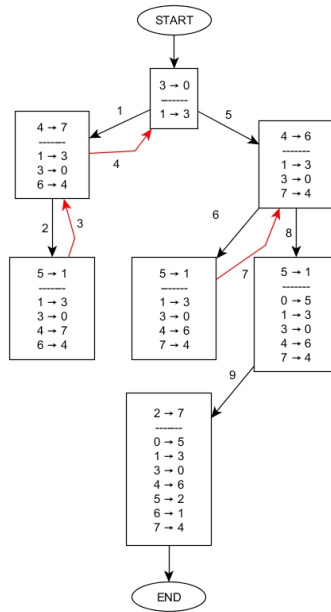 START
3 → 0
-------
1 → 3
1
5
4
4 → 7
-------
1 → 3
3 → 0
6 → 4
4 → 6
-------
1 → 3
3 → 0
7 → 4
2
3
6
7
8
5 → 1
-------
1 → 3
3 → 0
4 → 7
6 → 4
5 → 1
-------
1 → 3
3 → 0
4 → 6
7 → 4
5 → 1
-------
0 → 5
1 → 3
3 → 0
4 → 6
7 → 4
9
2 → 7
-------
0 → 5
1 → 3
3 → 0
4 → 6
5 → 2
6 → 1
7 → 4
END